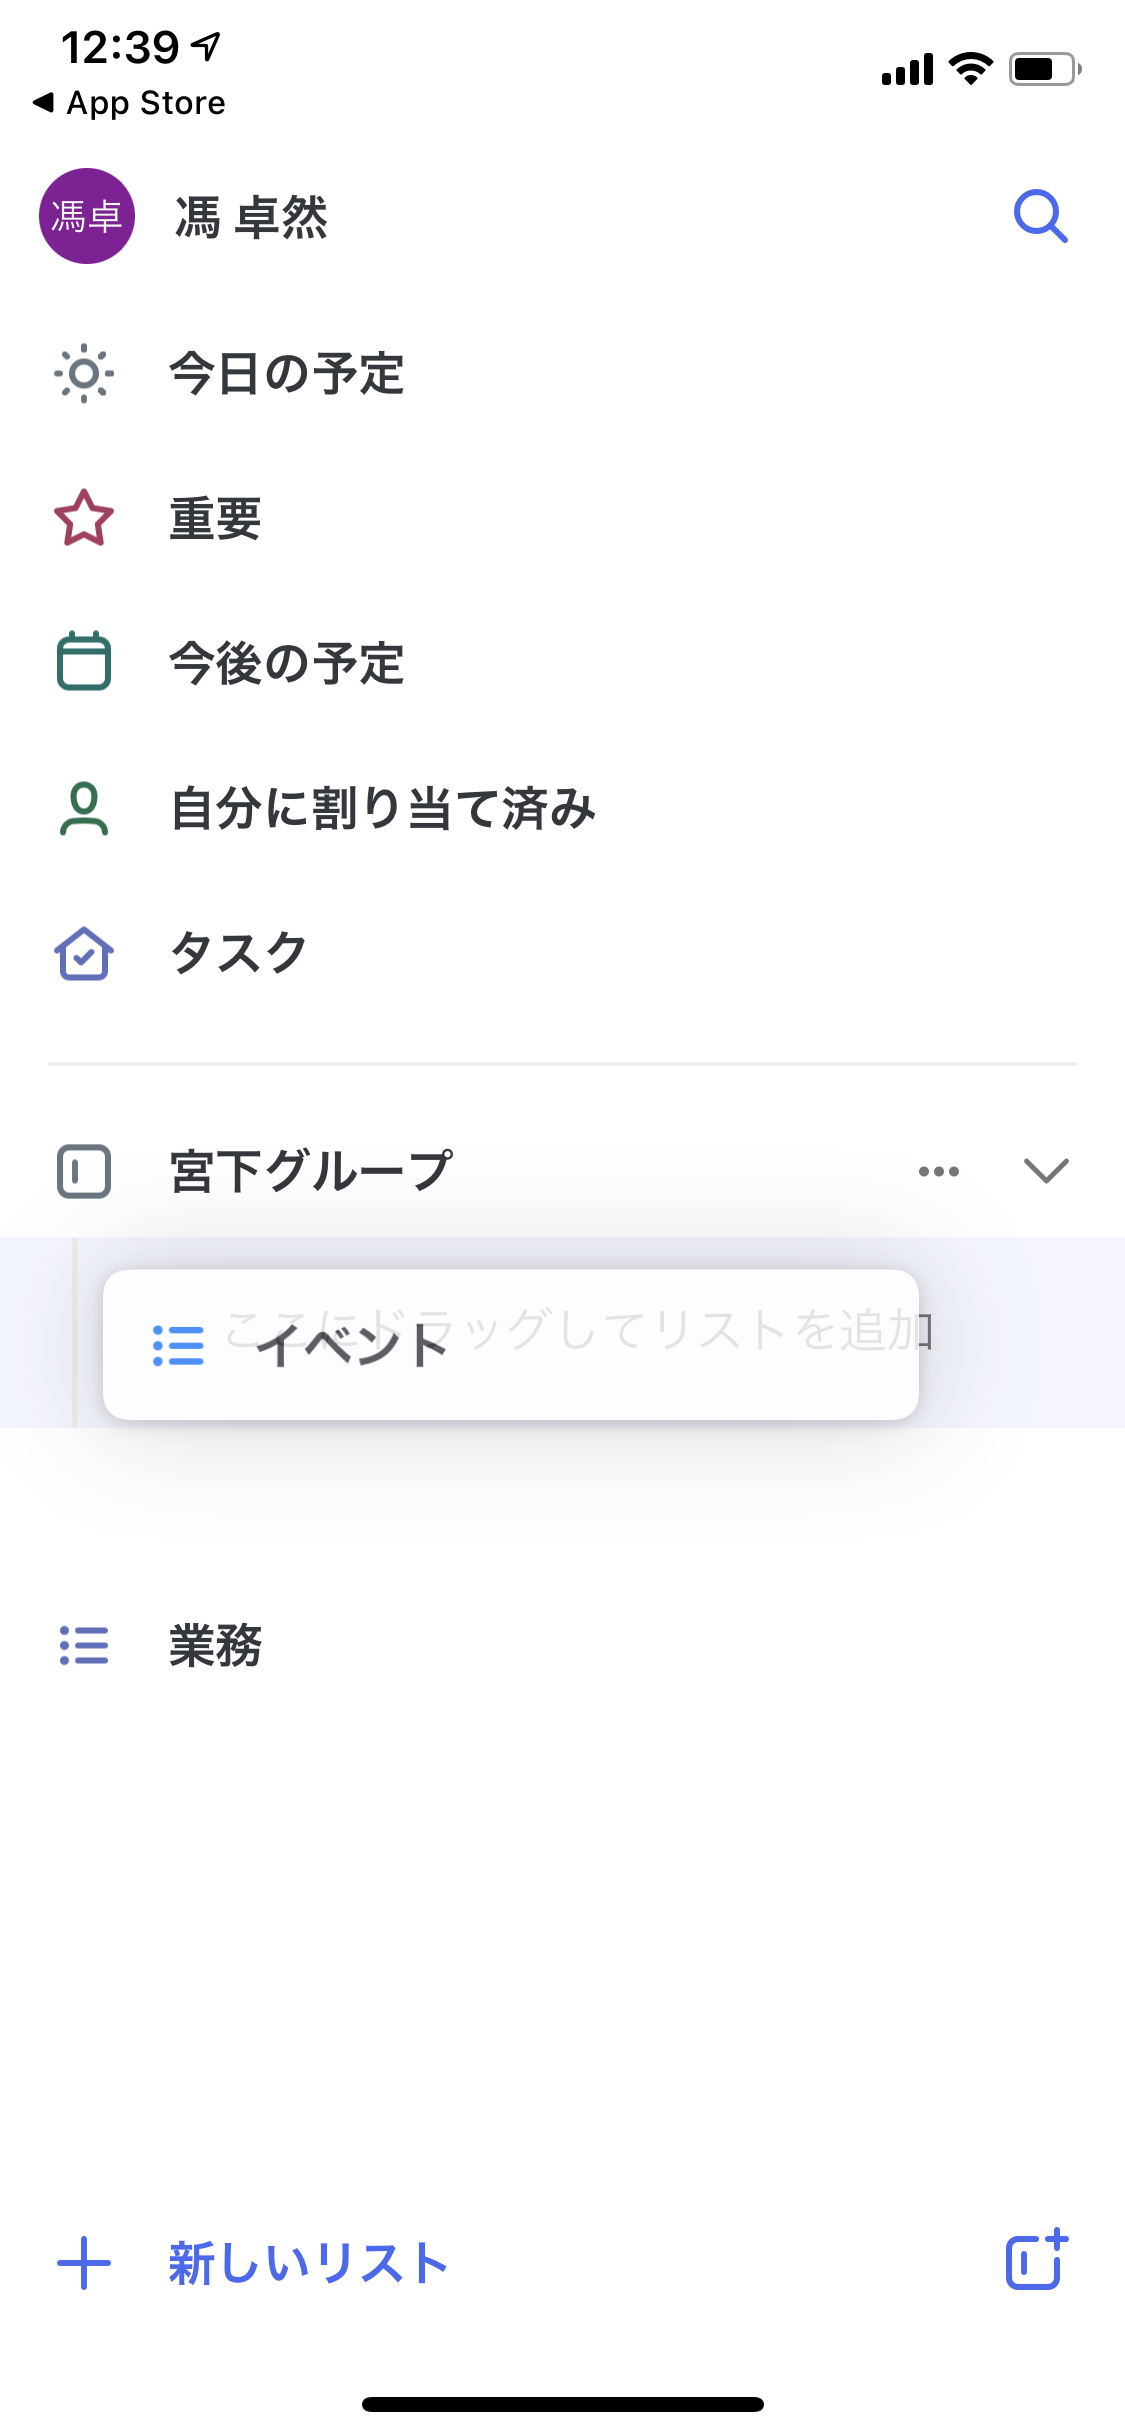 12:39
App Store
馮卓
馮 卓然
今日の予定
重要
今後の予定
自分に割り当て済み
タスク
宮下グループ
ここにドラッグしてリストを追加
イベント
業務
新しいリスト